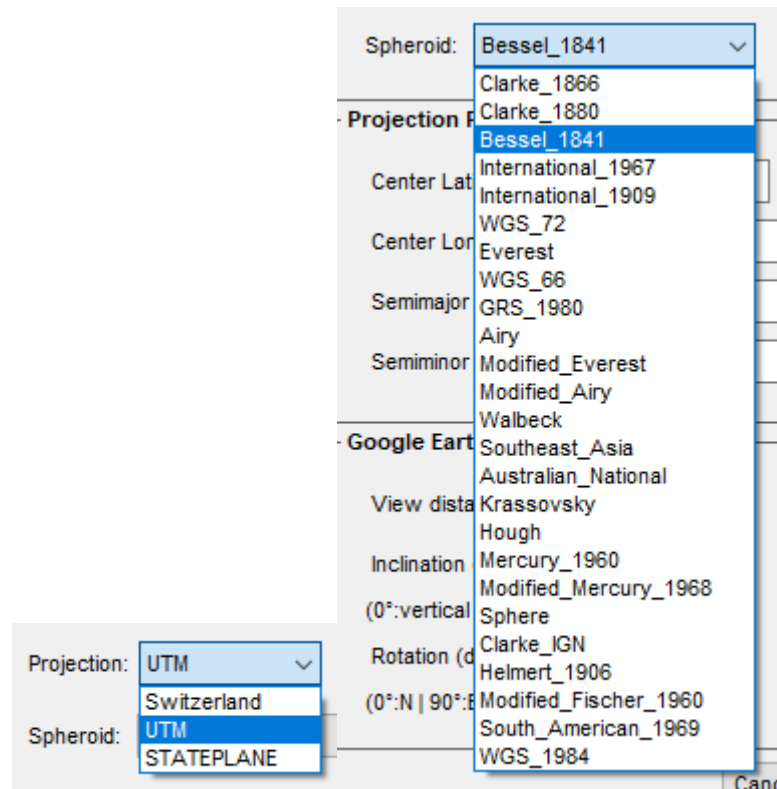 Spheroid: Bessel_1841
Clarke_1866
Clarke_1880
Projection
Bessel_1841
International_1967
Center Lat
International_1909
WGS_72
Center Lon
Everest
WGS_66
Semimajor
GRS_1980
Airy
Semiminor
Modified_Everest
Modified_Airy
Walbeck
Google Eart
Southeast_Asia
Australian_National
View dista
Krassovsky
Hough
Inclination
Mercury_1960
Modified_Mercury_1968
(0°:vertical
Sphere
Clarke_IGN
Rotation (d
Helmert_1906
(0°:N | 90°:E
Modified_Fischer_1960
South_American_1969
WGS_1984
Canc
Projection: UTM
Switzerland
Spheroid:
UTM
STATEPLANE